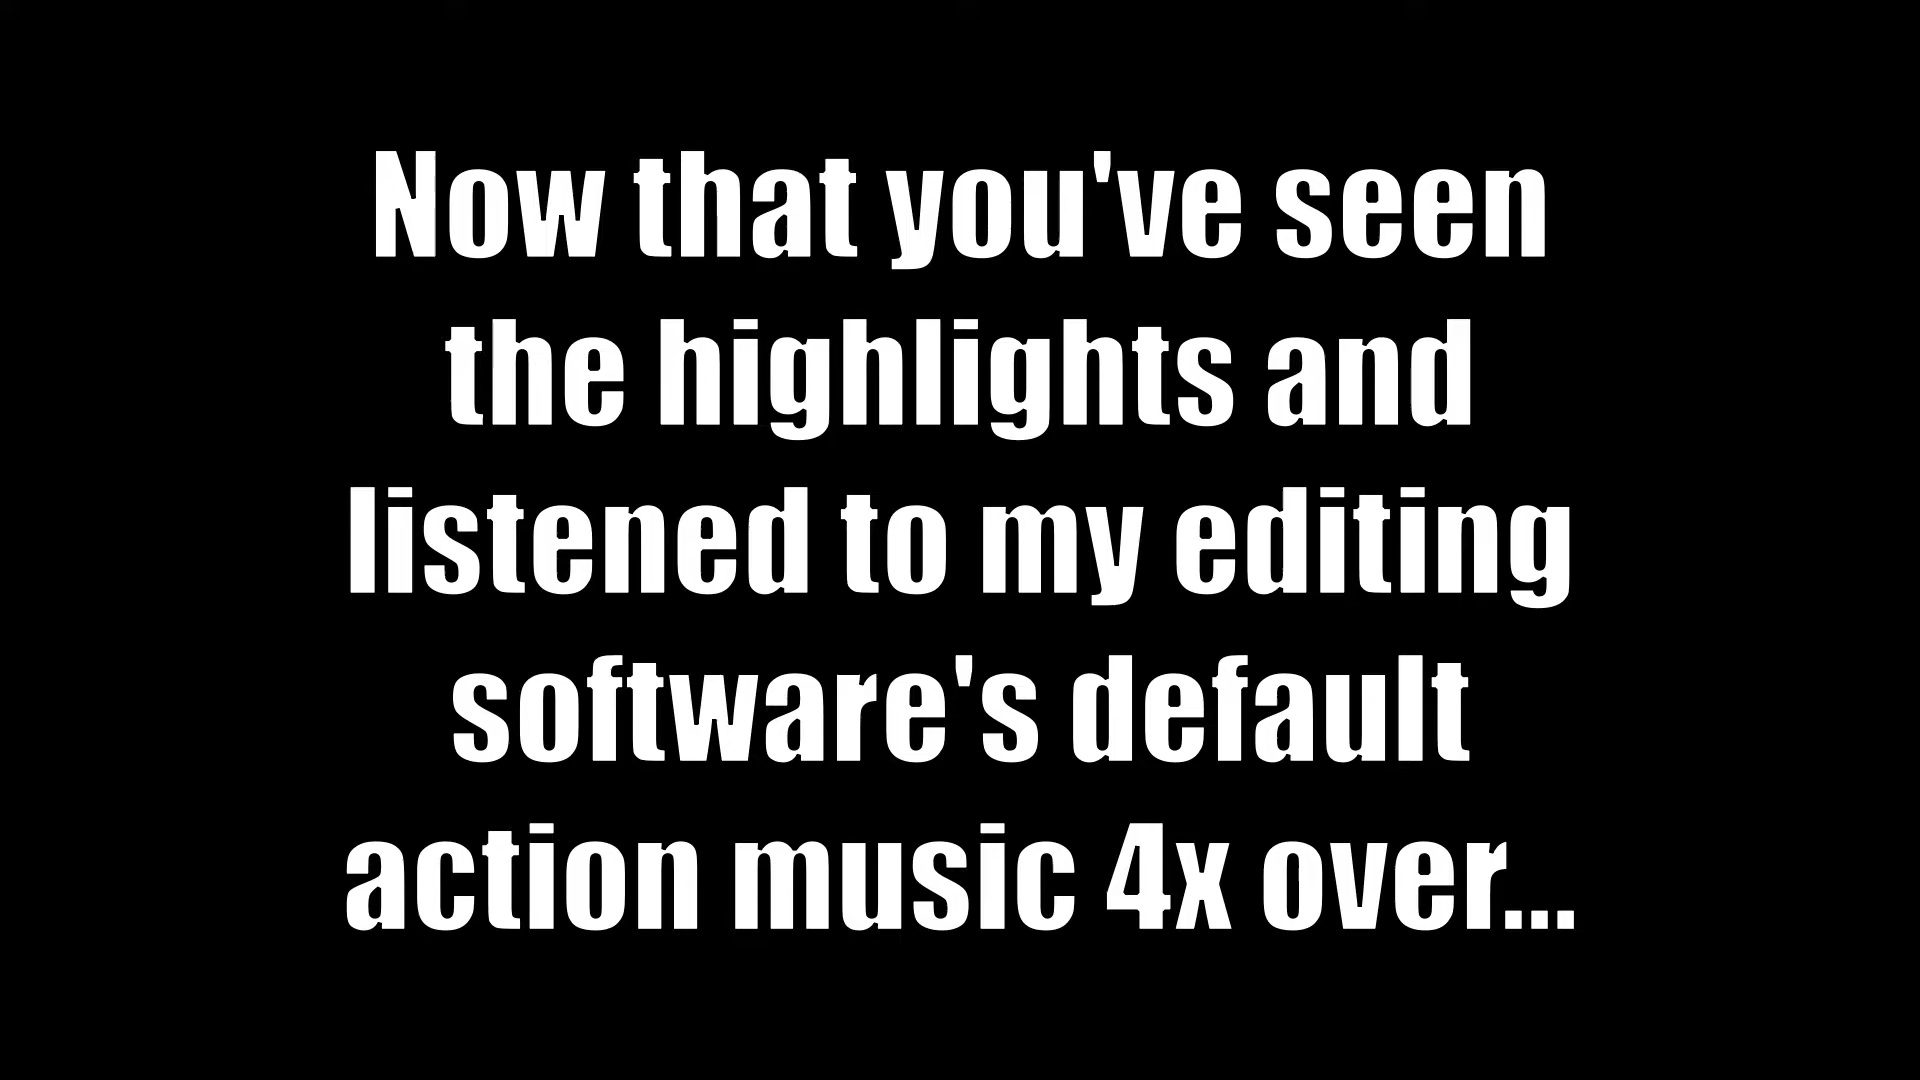 Now that you've seen
the highlights and
listened to my editing
software's default
action music 4x over...